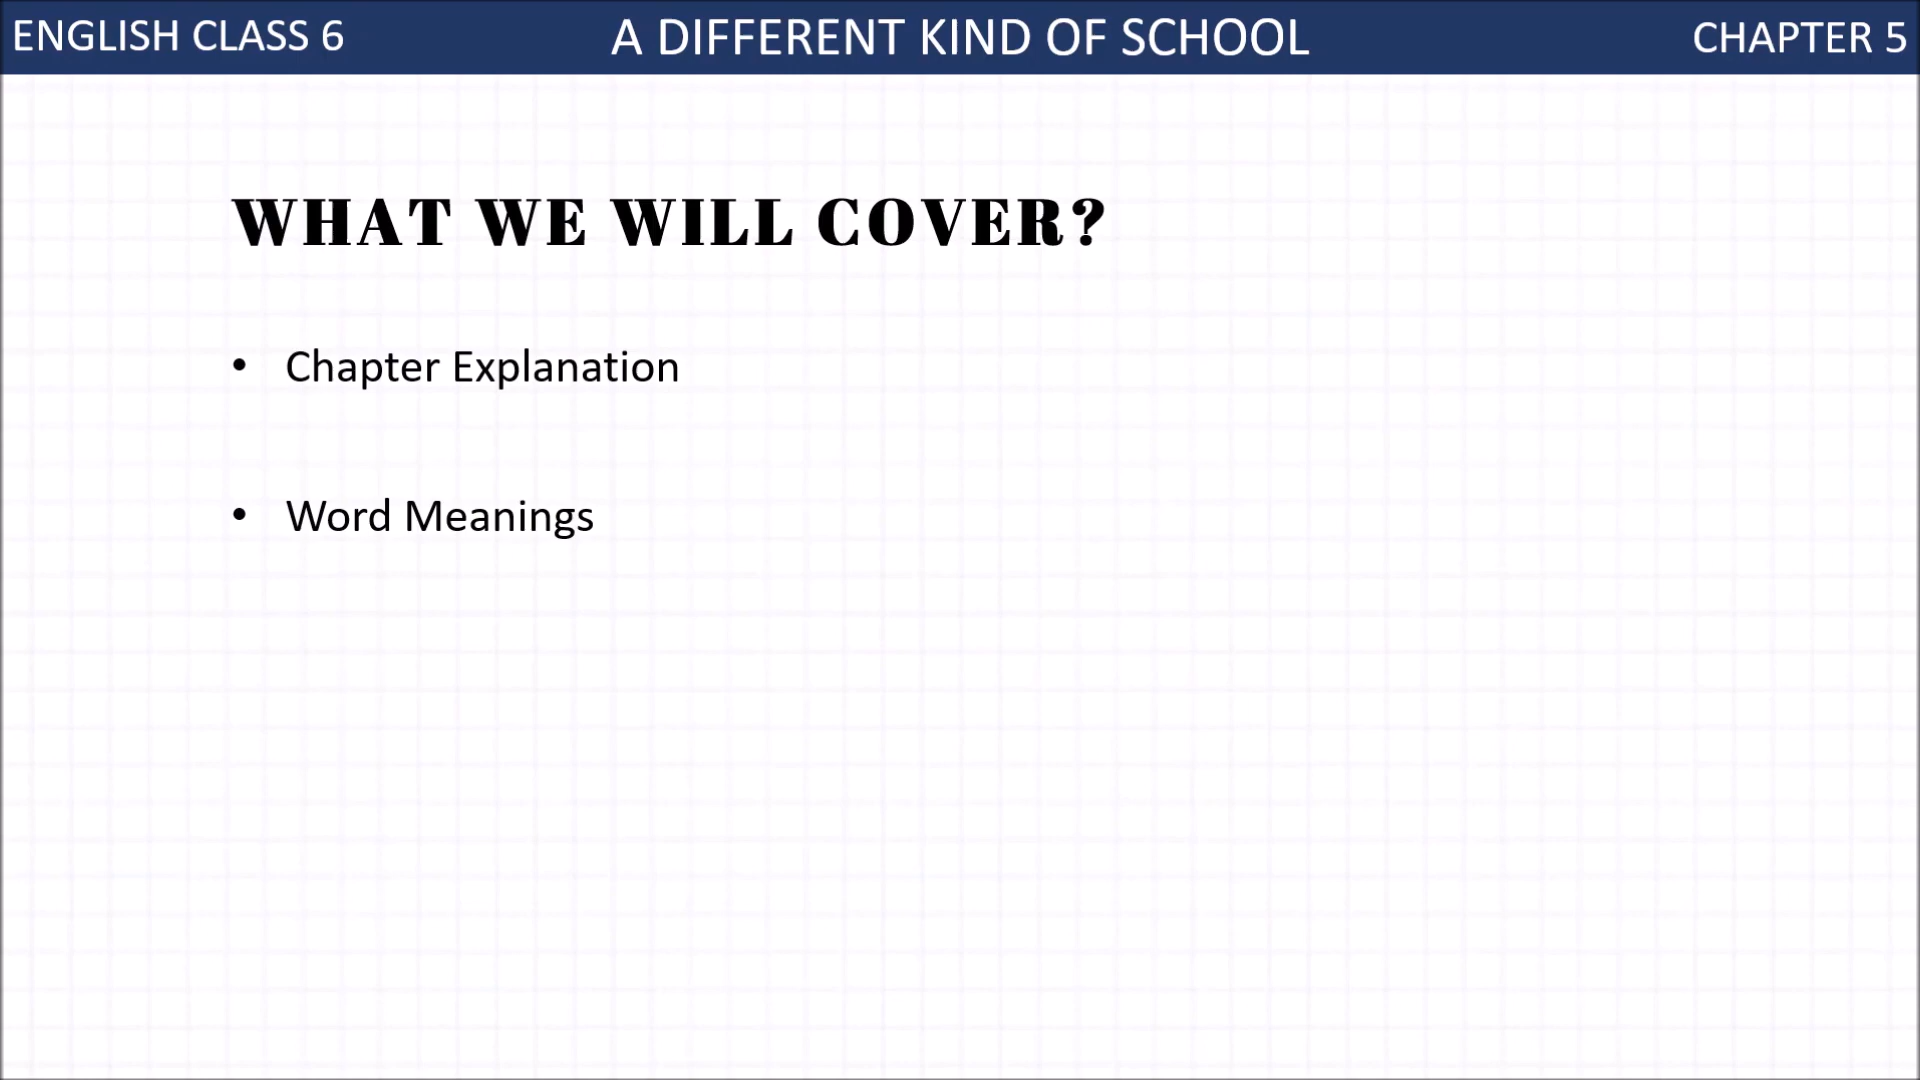 ENGLISH CLASS 6
A DIFFERENT KIND OF SCHOOL
CHAPTER 5
WHAT WE WILL COVER?
• Chapter Explanation
• Word Meanings